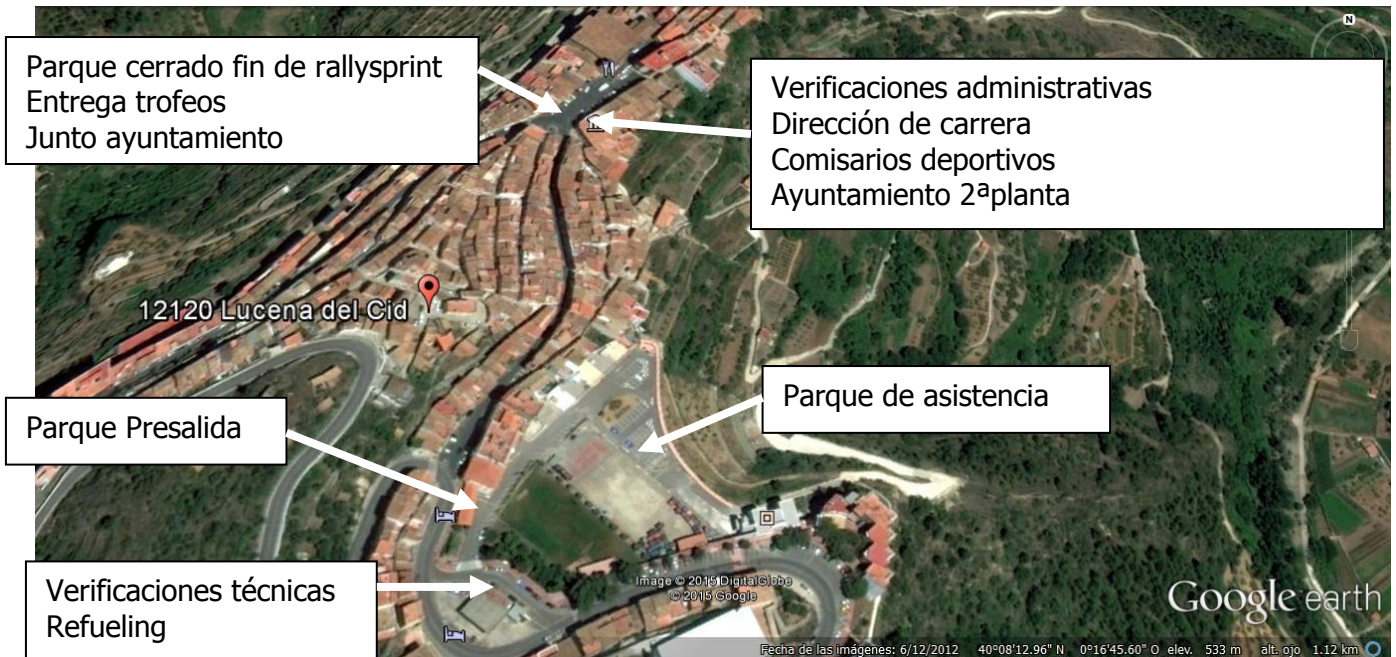 Parque cerrado fin de rallysprint
Entrega trofeos
Junto ayuntamiento
Verificaciones administrativas
Dirección de carrera
Comisarios deportivos
Ayuntamiento 2ªplanta
N
12120 Lucena del Cid
Parque de asistencia
Parque Presalida
Verificaciones técnicas
Refueling
Image © 2015 DigitalGlobe
© 2015 Google
Google earth
Fecha de las imágenes: 6/12/2012 40°08'12.96" N 0°16'45.60" O elev. 533 m alt. ojo 1.12 km